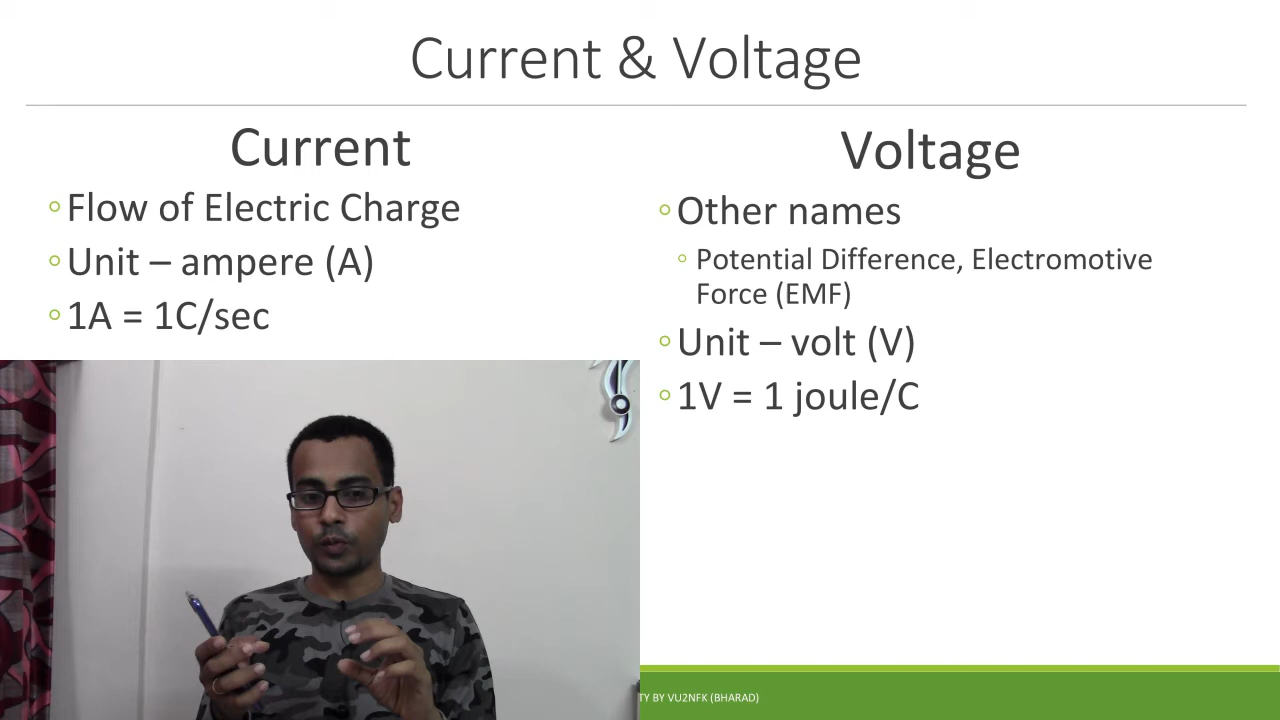 Current & Voltage
Current
Flow of Electric Charge
Unit – ampere (A)
1A = 1C/sec
Voltage
Other names
Potential Difference, Electromotive
Force (EMF)
Unit – volt (V)
1V = 1 joule/C
BY VU2NFK (BHARAD)